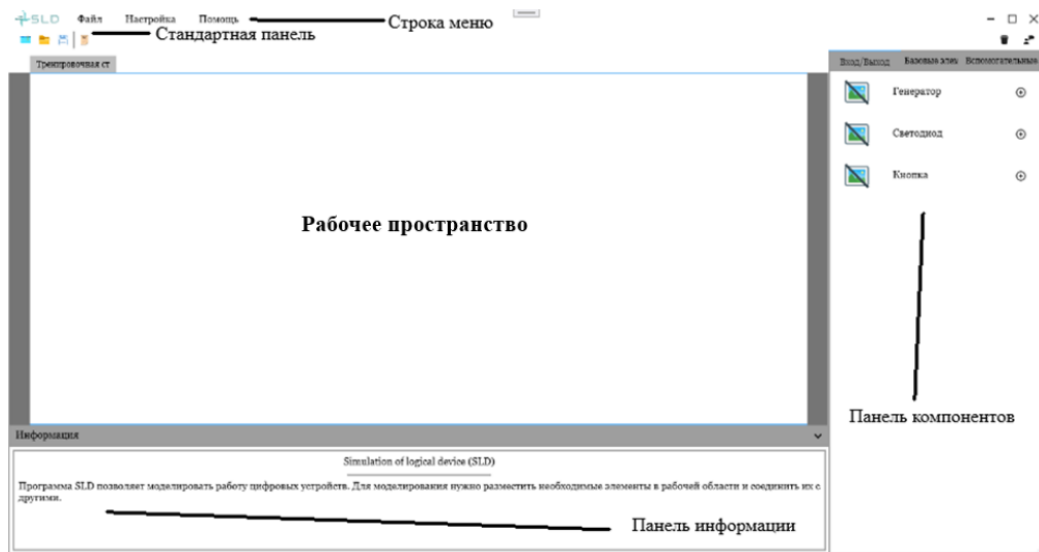 SLD Файл Настройка Помощь Строка меню
Стандартная панель
Тренировочная ст
Вход/Выход Базовые элем Вспомогательные
Генератор
Светодиод
Кнопка
Рабочее пространство
Панель компонентов
Информация
Simulation of logical device (SLD)
Программа SLD позволяет моделировать работу цифровых устройств. Для моделирования нужно разместить необходимые элементы в рабочей области и соединить их с
другими.
Панель информации